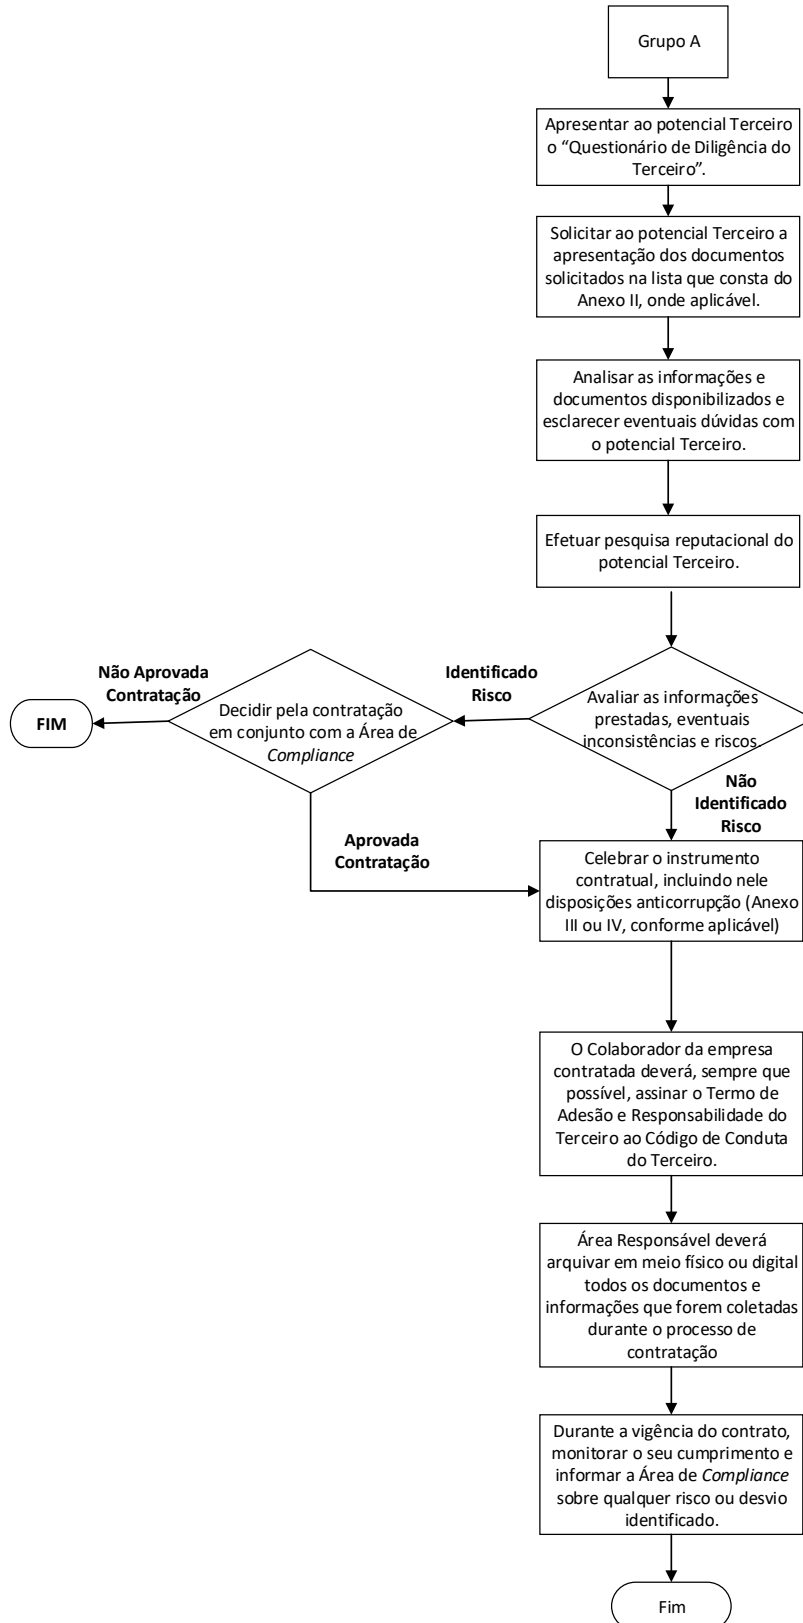 Grupo A
Apresentar ao potencial Terceiro
o “Questionário de Diligência do
Terceiro”.
Solicitar ao potencial Terceiro a
apresentação dos documentos
solicitados na lista que consta do
Anexo II, onde aplicável.
Analisar as informações e
documentos disponibilizados e
esclarecer eventuais dúvidas com
o potencial Terceiro.
Efetuar pesquisa reputacional do
potencial Terceiro.
Avaliar as informações
prestadas, eventuais
inconsistências e riscos.
Identificado
Risco
Decidir pela contratação
em conjunto com a Área de
Compliance
Não Aprovada
Contratação
FIM
Não
Identificado
Risco
Aprovada
Contratação
Celebrar o instrumento
contratual, incluindo nele
disposições anticorrupção (Anexo
III ou IV, conforme aplicável)
O Colaborador da empresa
contratada deverá, sempre que
possível, assinar o Termo de
Adesão e Responsabilidade do
Terceiro ao Código de Conduta
do Terceiro.
Área Responsável deverá
arquivar em meio físico ou digital
todos os documentos e
informações que forem coletadas
durante o processo de
contratação
Durante a vigência do contrato,
monitorar o seu cumprimento e
informar a Área de Compliance
sobre qualquer risco ou desvio
identificado.
Fim